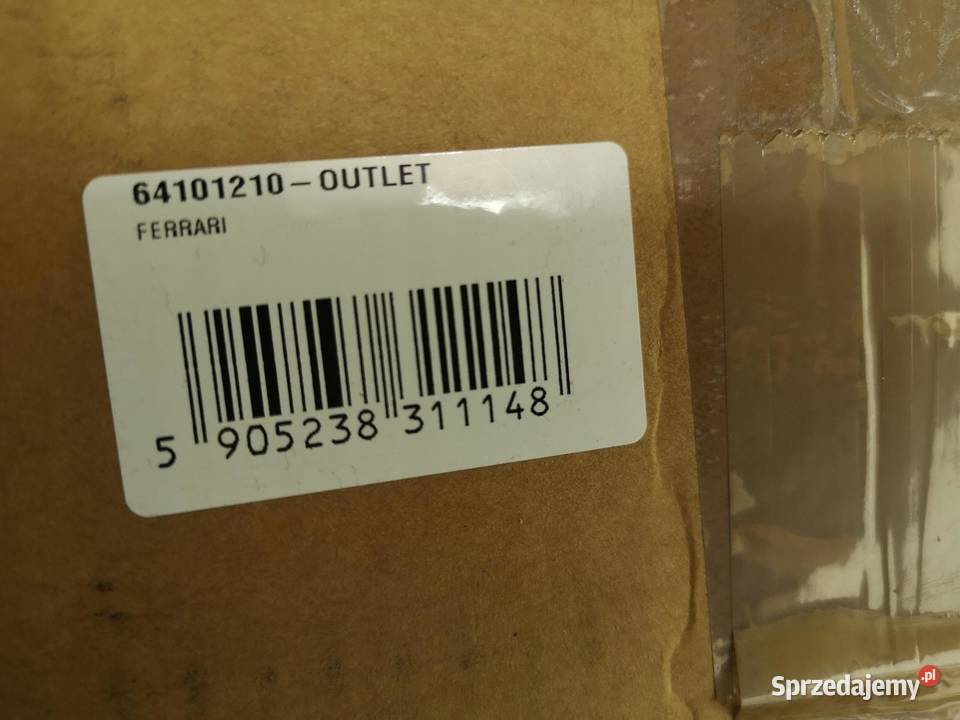 64101210 – OUTLET
FERRARI
5 905238 311148
Sprzedajemy.pl